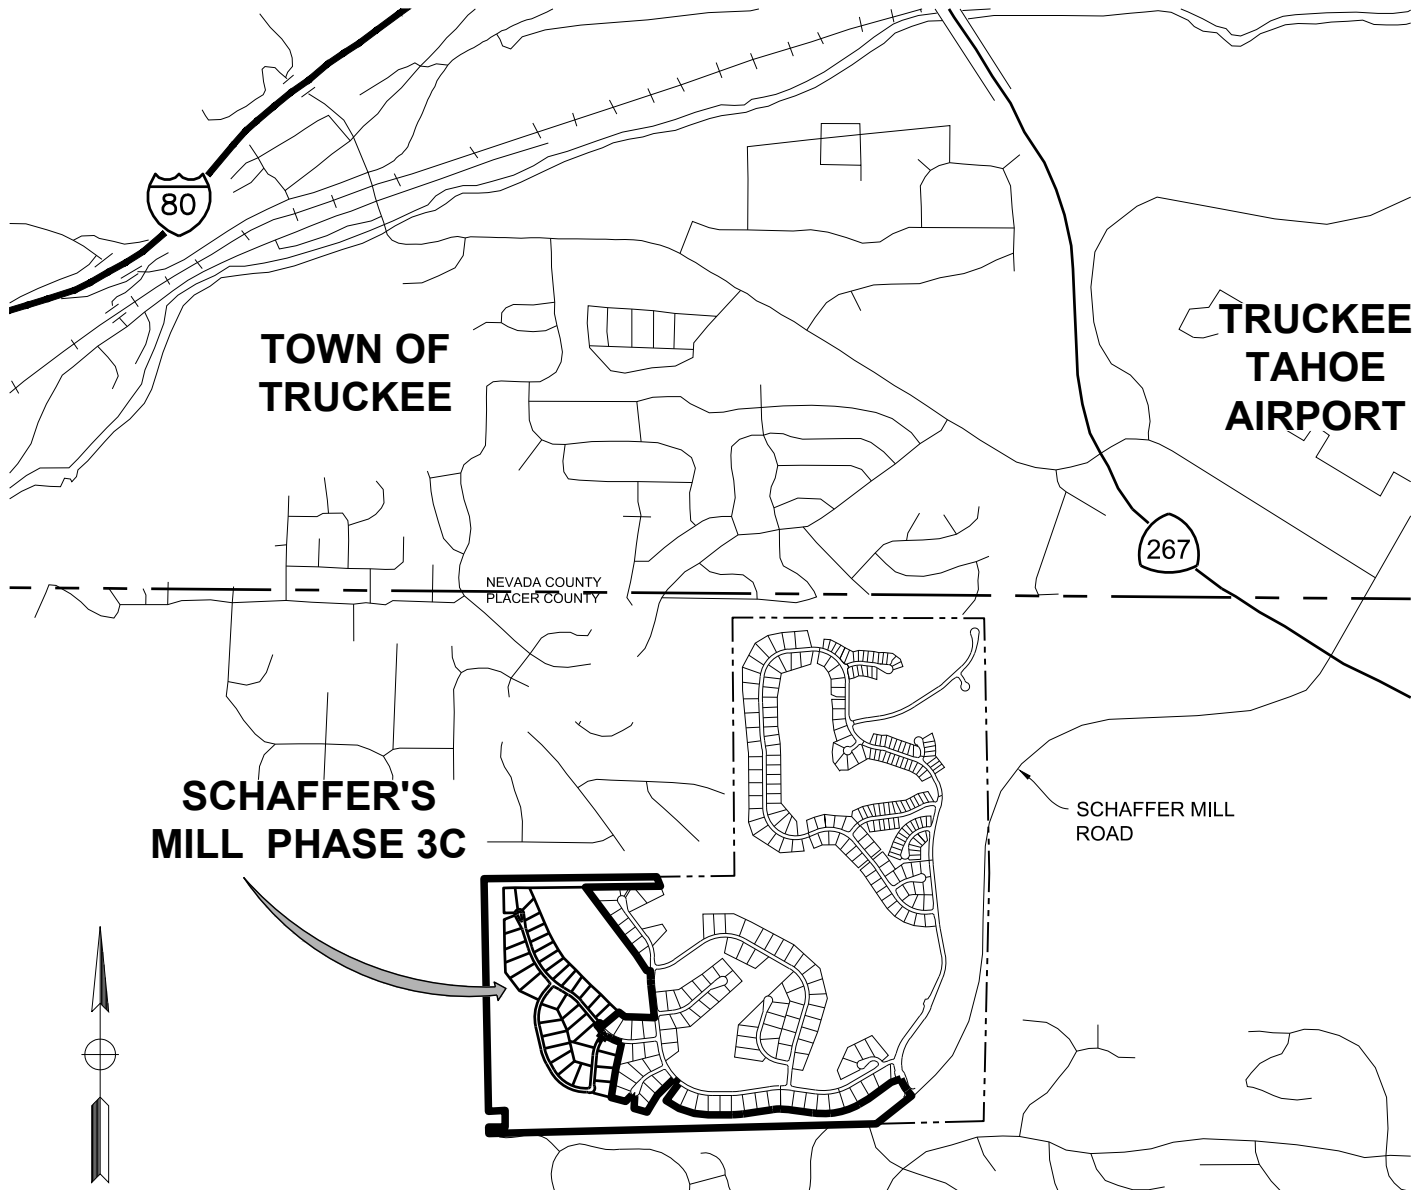 80
TOWN OF
TRUCKEE
TRUCKEE
TAHOE
AIRPORT
267
NEVADA COUNTY
PLACER COUNTY
SCHAFFER'S
MILL PHASE 3C
SCHAFFER MILL
ROAD